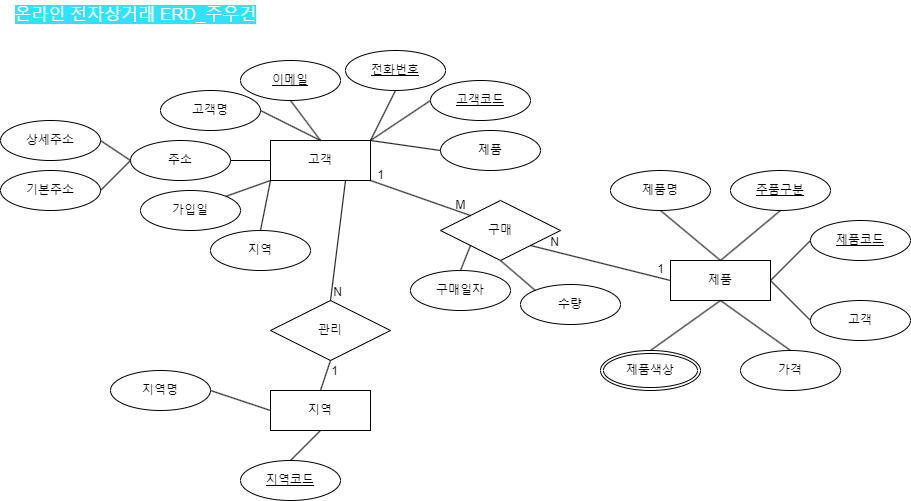 온라인 전자상거래 ERD_주우건
이메일
전화번호
고객명
고객코드
상세주소
주소
고객
제품
기본주소
1
가입일
M
제품명
주품구분
지역
구매
N
제품코드
1
제품
구매일자
수량
고객
N
관리
제품색상
가격
1
지역명
지역
지역코드